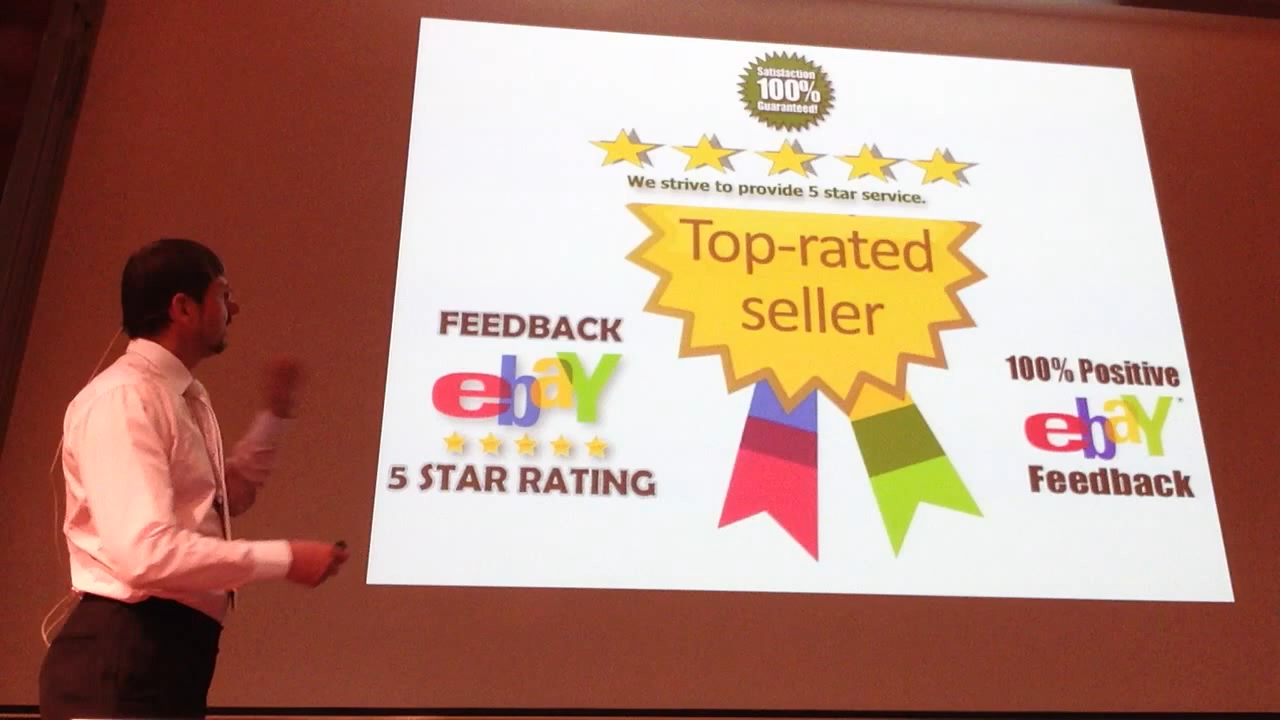 Satisfaction
100%
Guaranteed!
We strive to provide 5 star service.
Top-rated
seller
FEEDBACK
ebaY
5 STAR RATING
100% Positive
ebaY
Feedback